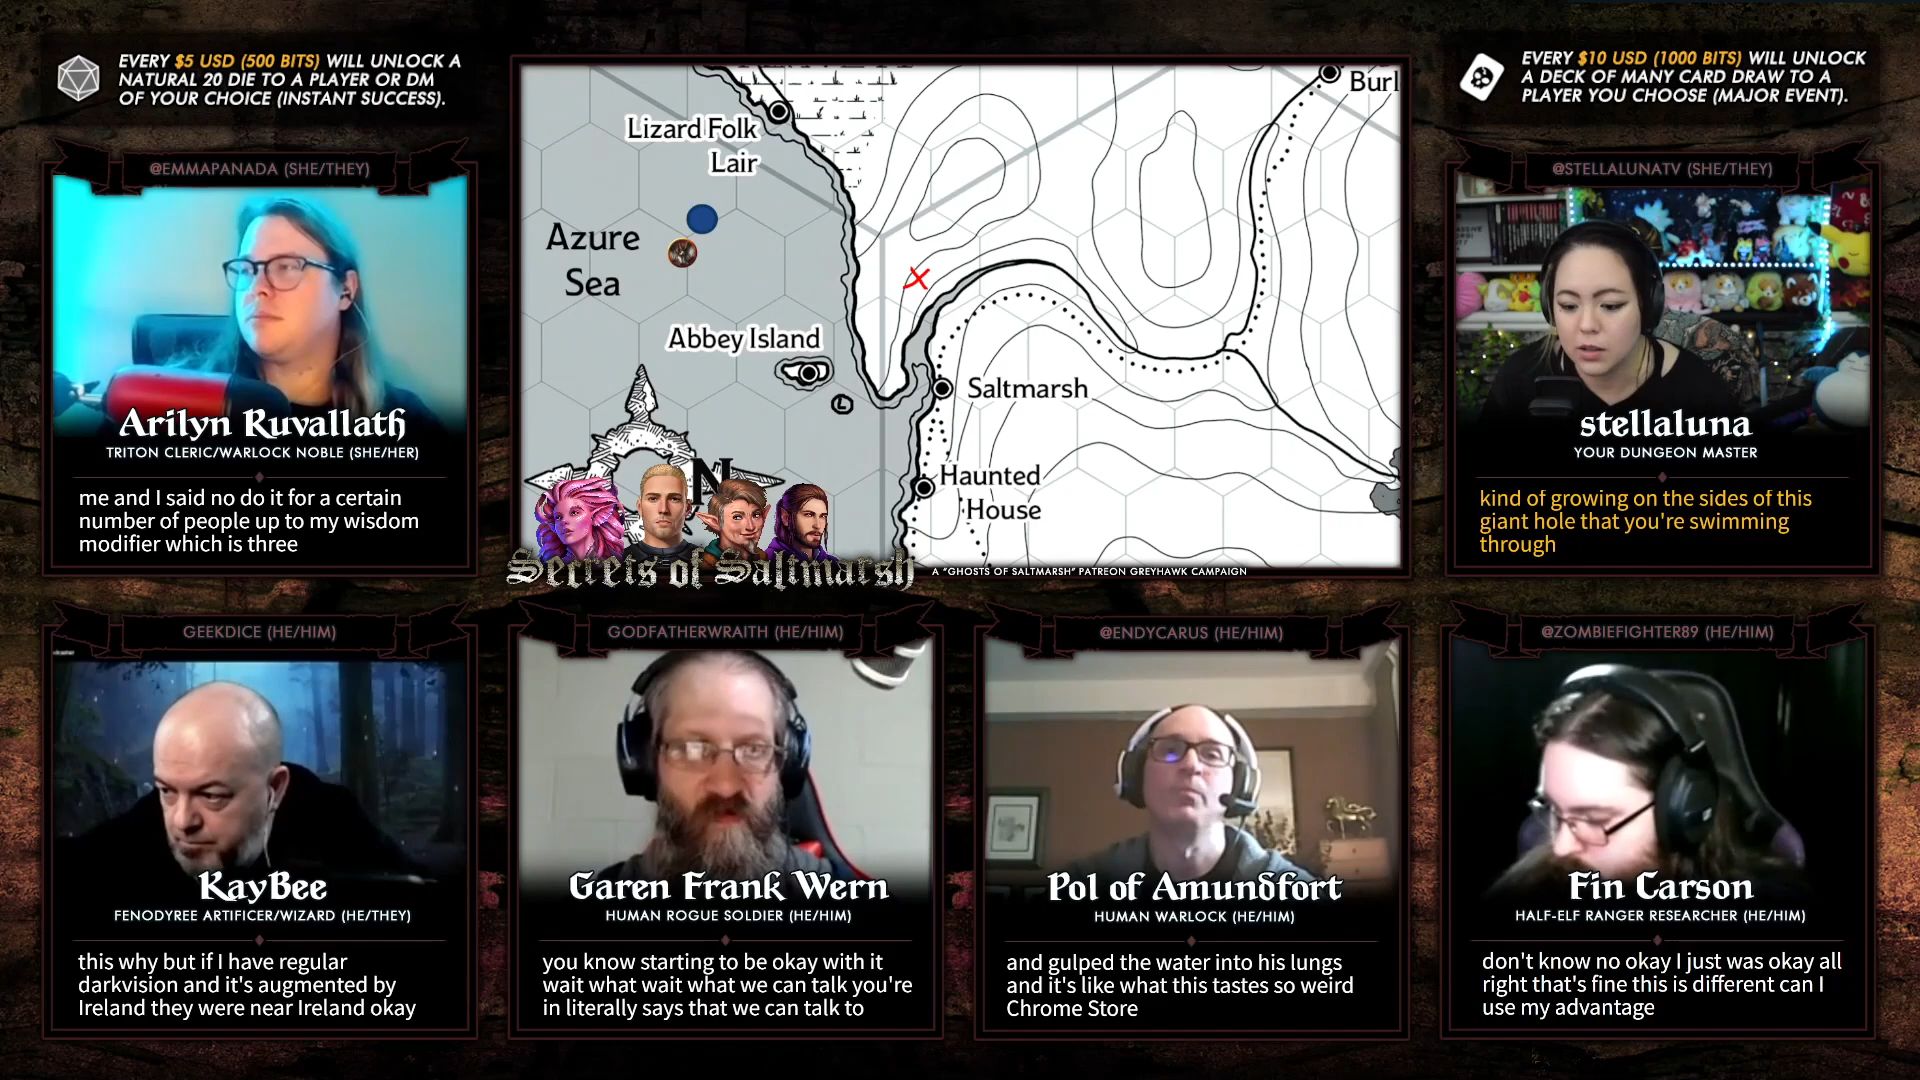 EVERY $5 USD (500 BITS) WILL UNLOCK A
NATURAL 20 DIE TO A PLAYER OR DM
OF YOUR CHOICE (INSTANT SUCCESS).
EVERY $10 USD (1000 BITS) WILL UNLOCK
A DECK OF MANY CARD DRAW TO A
PLAYER YOU CHOOSE (MAJOR EVENT).
@EMMAPANADA (SHE/THEY)
Arilyn Ruvallath
TRITON CLERIC/WARLOCK NOBLE (SHE/HER)
me and I said no do it for a certain
number of people up to my wisdom
modifier which is three
Burl
Lizard Folk
Lair
Azure
Sea
Abbey Island
Saltmarsh
Haunted
House
N
Secrets of Saltmarsh
A "GHOSTS OF SALTMARSH" PATREON GREYHAWK CAMPAIGN
@STELLALUNATV (SHE/THEY)
stellaluna
YOUR DUNGEON MASTER
kind of growing on the sides of this
giant hole that you're swimming
through
GEEKDICE (HE/HIM)
KayBee
FENODYREE ARTIFICER/WIZARD (HE/THEY)
this why but if I have regular
darkvision and it's augmented by
Ireland they were near Ireland okay
GODFATHERWRAITH (HE/HIM)
Garen Frank Wern
HUMAN ROGUE SOLDIER (HE/HIM)
you know starting to be okay with it
wait what wait what we can talk you're
in literally says that we can talk to
@ENDYCARUS (HE/HIM)
Pol of Amundfort
HUMAN WARLOCK (HE/HIM)
and gulped the water into his lungs
and it's like what this tastes so weird
Chrome Store
@ZOMBIEFIGHTER89 (HE/HIM)
Fin Carson
HALF-ELF RANGER RESEARCHER (HE/HIM)
don't know no okay I just was okay all
right that's fine this is different can I
use my advantage